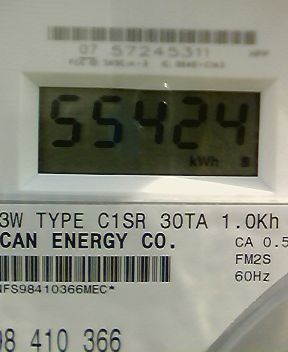 07 57245311
55424
kWh
3W TYPE C1SR 30TA 1.0Kh
CAN ENERGY CO.
CA 0.5
FM2S
60Hz
NFS98410366MEC*
98 410 366